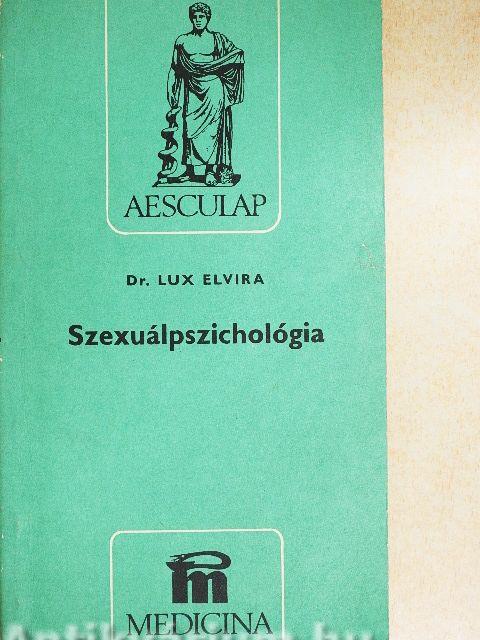 AESCULAP
Dr. LUX ELVIRA
Szexuálpszichológia
m
MEDICINA